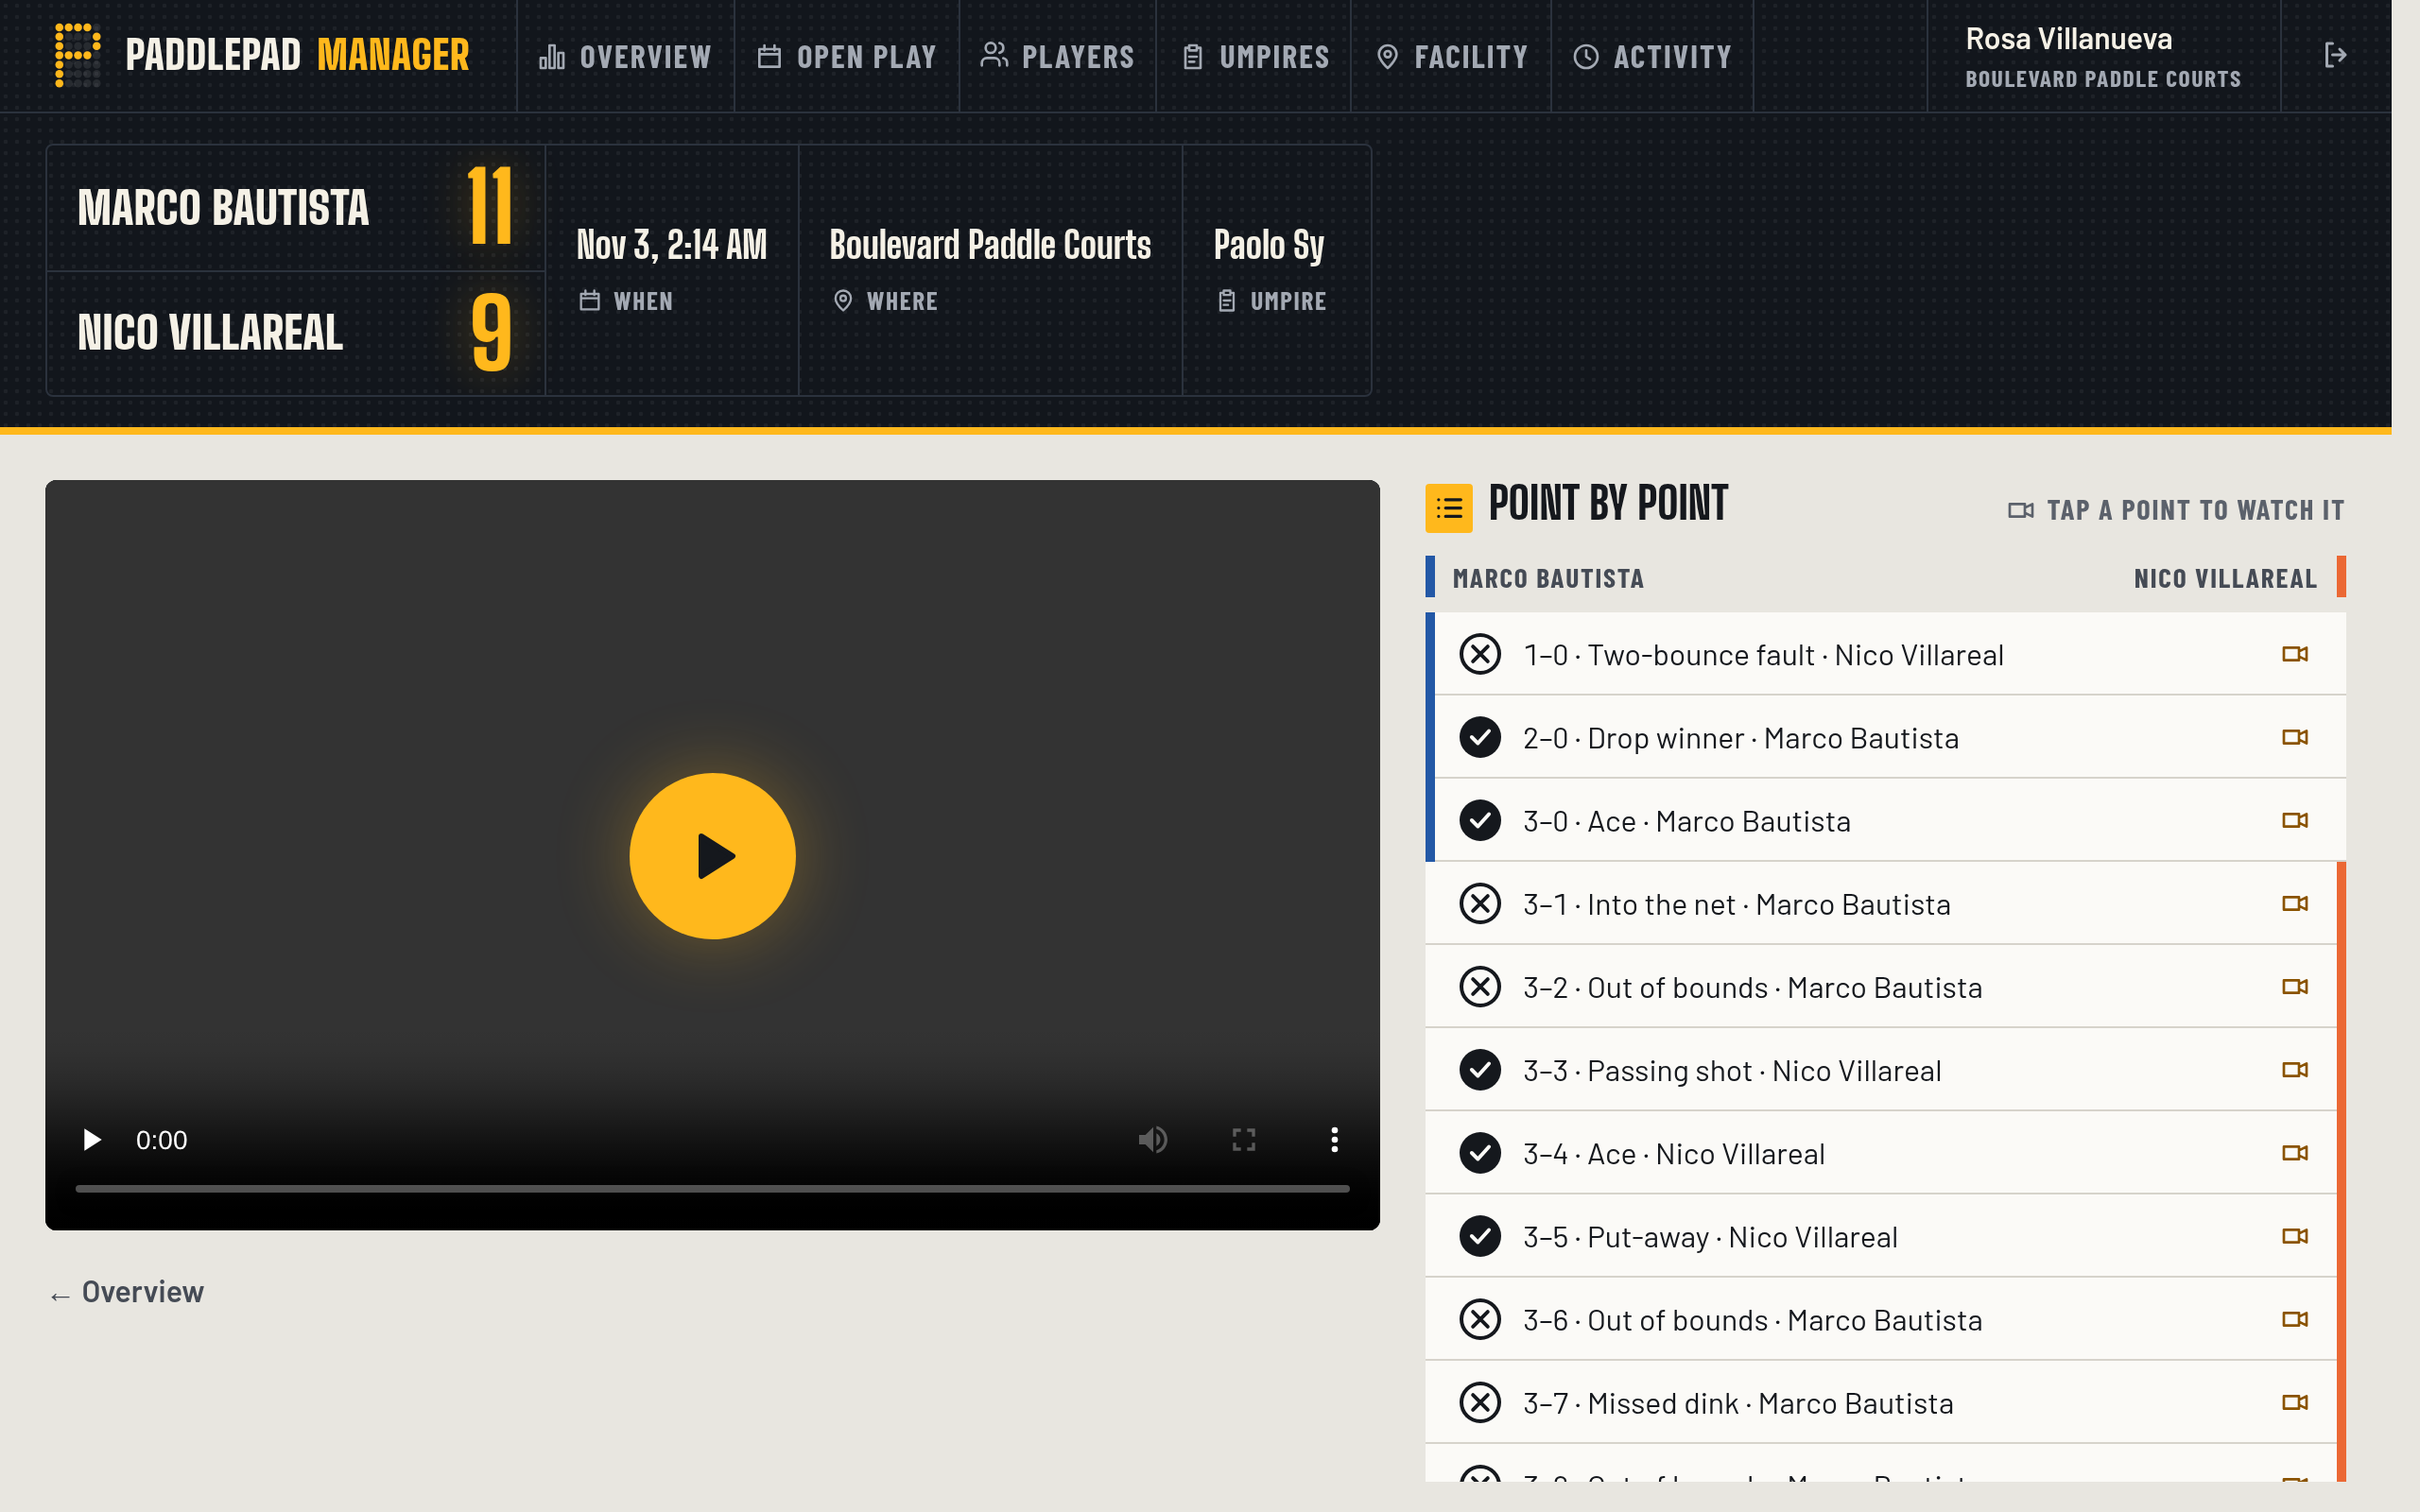 PADDLEPAD MANAGER
OVERVIEW
OPEN PLAY
PLAYERS
UMPIRES
FACILITY
ACTIVITY
Rosa Villanueva
BOULEVARD PADDLE COURTS
MARCO BAUTISTA 11
NICO VILLAREAL 9
Nov 3, 2:14 AM
WHEN
Boulevard Paddle Courts
WHERE
Paolo Sy
UMPIRE
0:00
← Overview
POINT BY POINT
TAP A POINT TO WATCH IT
MARCO BAUTISTA
NICO VILLAREAL
1–0 · Two-bounce fault · Nico Villareal
2–0 · Drop winner · Marco Bautista
3–0 · Ace · Marco Bautista
3–1 · Into the net · Marco Bautista
3–2 · Out of bounds · Marco Bautista
3–3 · Passing shot · Nico Villareal
3–4 · Ace · Nico Villareal
3–5 · Put-away · Nico Villareal
3–6 · Out of bounds · Marco Bautista
3–7 · Missed dink · Marco Bautista